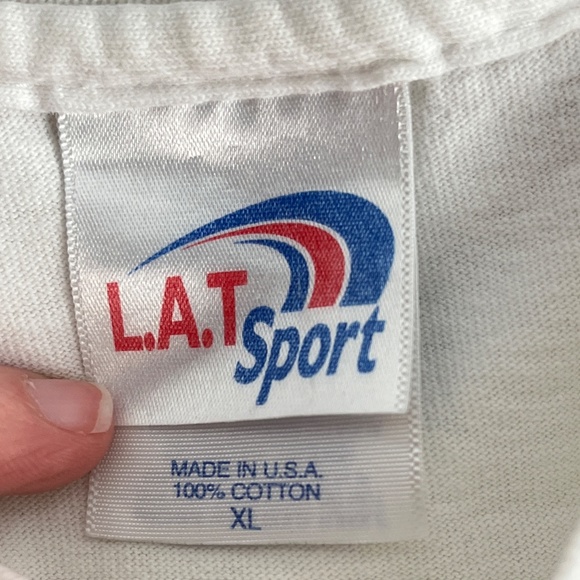 L.A.T
Sport
MADE IN U.S.A.
100% COTTON
XL